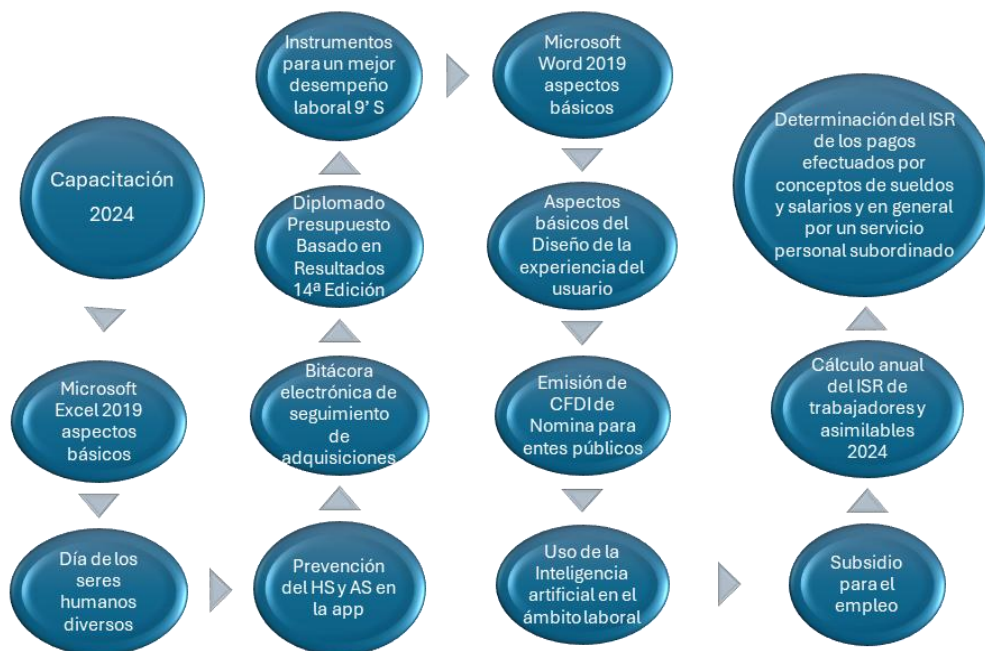 Capacitación
2024
Microsoft
Excel 2019
aspectos
básicos
Día de los
seres
humanos
diversos
Prevención
del HS y AS en
la app
Bitácora
electrónica de
seguimiento
de
adquisiciones
Diplomado
Presupuesto
Basado en
Resultados
14ª Edición
Instrumentos
para un mejor
desempeño
laboral 9’ S
Microsoft
Word 2019
aspectos
básicos
Aspectos
básicos del
Diseño de la
experiencia del
usuario
Emisión de
CFDI de
Nomina para
entes públicos
Uso de la
Inteligencia
artificial en el
ámbito laboral
Subsidio
para el
empleo
Cálculo anual
del ISR de
trabajadores y
asimilables
2024
Determinación del ISR
de los pagos
efectuados por
conceptos de sueldos
y salarios y en general
por un servicio
personal subordinado